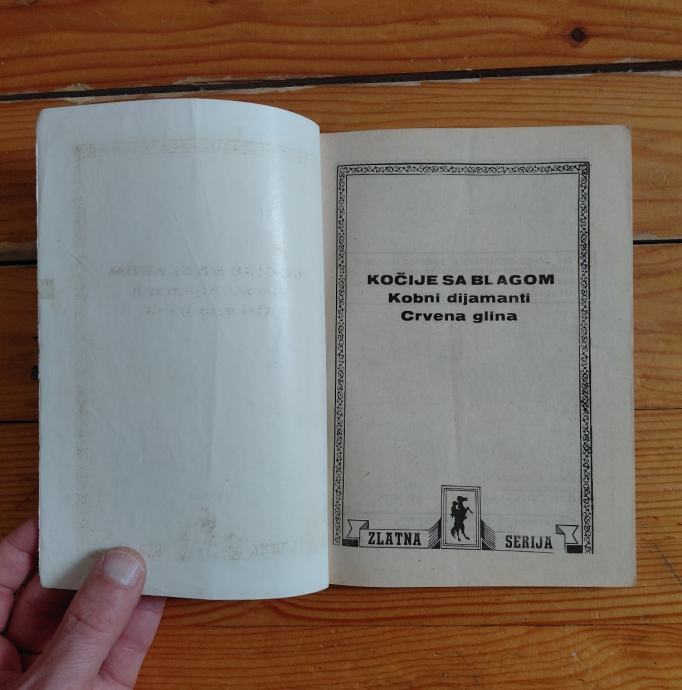 KOČIJE SA BLAGOM
Kobni dijamanti
Crvena glina
ZLATNA SERIJA